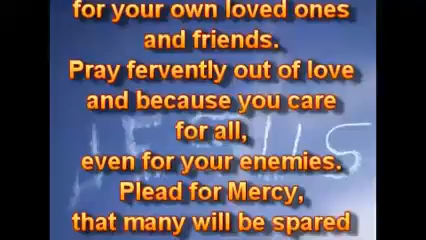 for your own loved ones
and friends.
Pray fervently out of love
and because you care
for all,
even for your enemies.
Plead for Mercy,
that many will be spared
JESUS